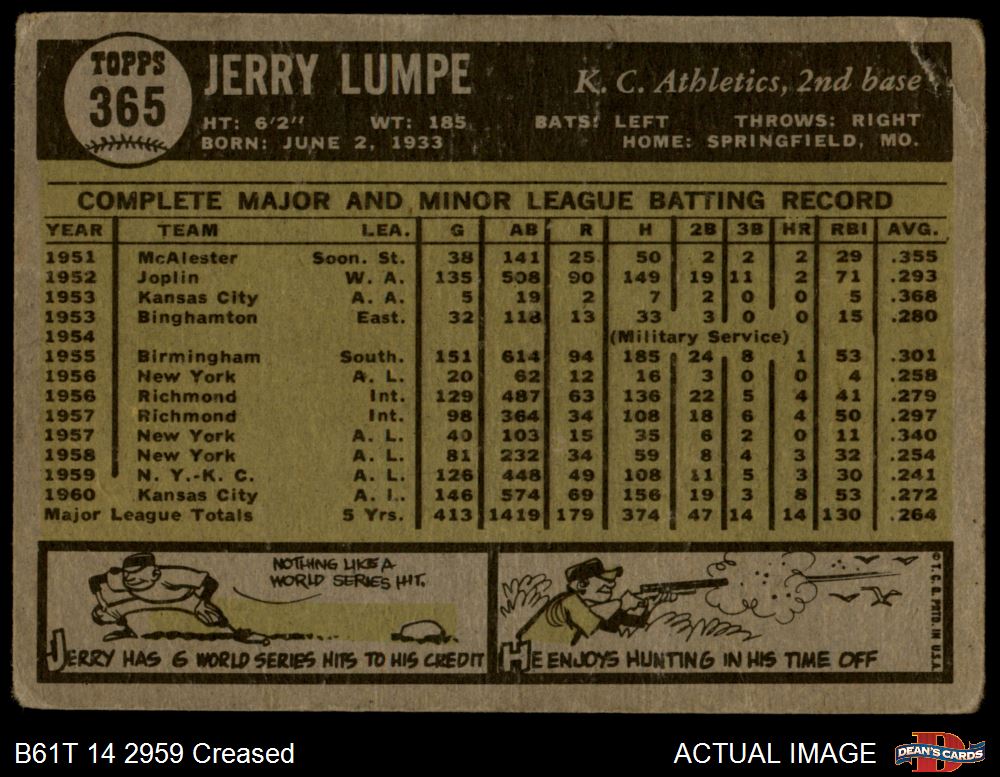 TOPPS
365
JERRY LUMPE
K. C. Athletics, 2nd base
HT: 6'2" WT: 185 BATS: LEFT THROWS: RIGHT
BORN: JUNE 2, 1933 HOME: SPRINGFIELD, MO.
COMPLETE MAJOR AND MINOR LEAGUE BATTING RECORD
YEAR TEAM LEA. G AB R H 2B 3B HR RBI AVG.
1951 McAlester Soon. St. 38 141 25 50 2 2 2 29 .355
1952 Joplin W. A. 135 508 90 149 19 11 2 71 .293
1953 Kansas City A. A. 5 19 2 7 2 0 0 5 .368
1953 Binghamton East. 32 118 13 33 3 0 0 15 .280
1954 (Military Service)
1955 Birmingham South. 151 614 94 185 24 8 1 53 .301
1956 New York A. L. 20 62 12 16 3 0 0 4 .258
1956 Richmond Int. 129 487 63 136 22 5 4 41 .279
1957 Richmond Int. 98 364 34 108 18 6 4 50 .297
1957 New York A. L. 40 103 15 35 6 2 0 11 .340
1958 New York A. L. 81 232 34 59 8 4 3 32 .254
1959 N. Y.-K. C. A. L. 126 448 49 108 11 5 3 30 .241
1960 Kansas City A. L. 146 574 69 156 19 3 8 53 .272
Major League Totals 5 Yrs. 413 1419 179 374 47 14 14 130 .264
NOTHING LIKE A
WORLD SERIES HIT.
JERRY HAS 6 WORLD SERIES HITS TO HIS CREDIT
HE ENJOYS HUNTING IN HIS TIME OFF
© T. C. G. PRTD. IN U.S.A.
B61T 14 2959 Creased
ACTUAL IMAGE
DEAN'S CARDS